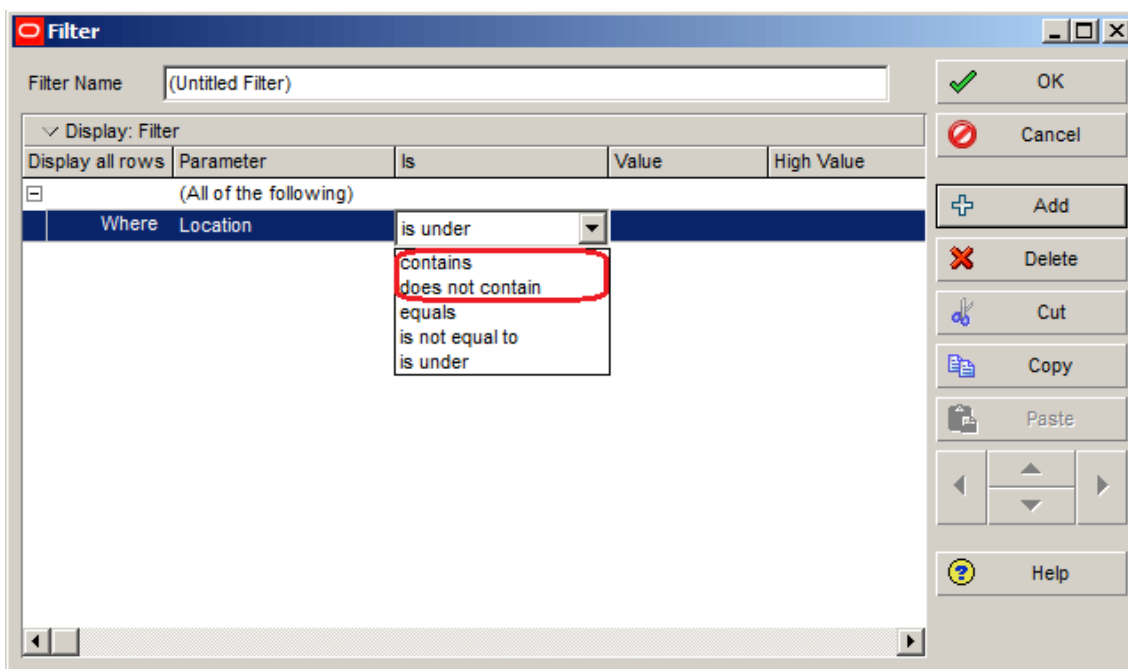 Filter
Filter Name (Untitled Filter)
OK
Display: Filter
Cancel
Display all rows Parameter Is Value High Value
(All of the following)
Add
Where Location is under
contains
Delete
does not contain
equals
Cut
is not equal to
is under
Copy
Paste
Help